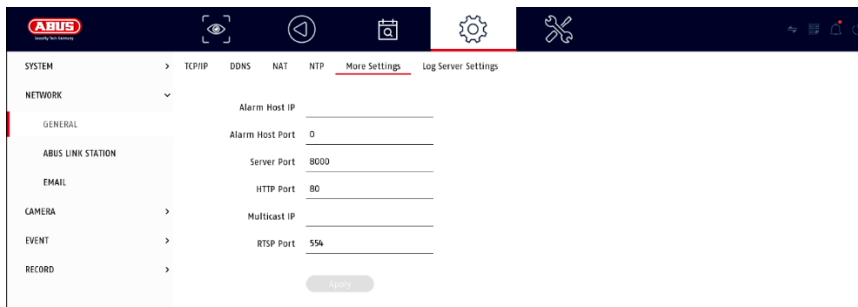 ABUS
Security Tech Germany
SYSTEM
TCP/IP DDNS NAT NTP More Settings Log Server Settings
NETWORK
GENERAL
ABUS LINK STATION
EMAIL
CAMERA
EVENT
RECORD
Alarm Host IP
Alarm Host Port 0
Server Port 8000
HTTP Port 80
Multicast IP
RTSP Port 554
Apply